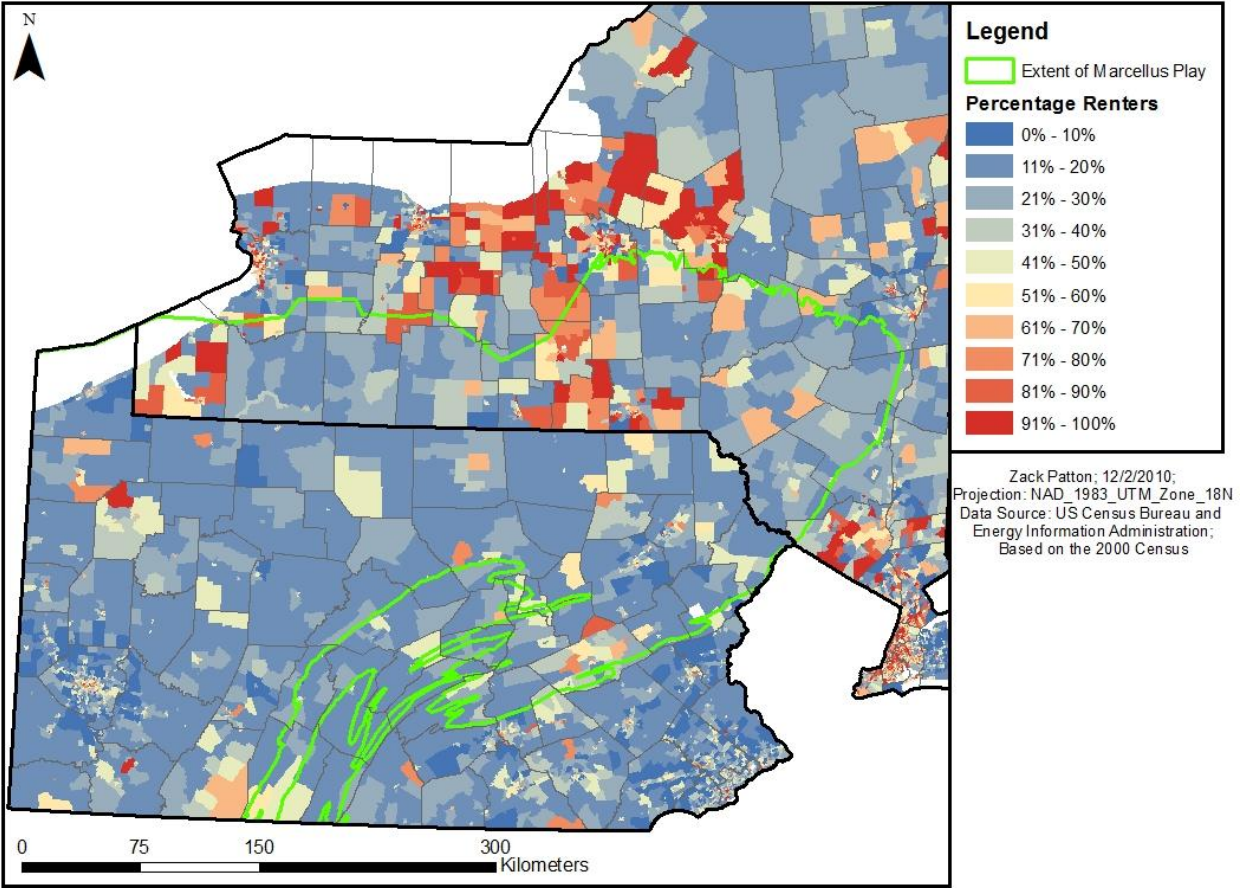 N
Legend
Extent of Marcellus Play
Percentage Renters
0% - 10%
11% - 20%
21% - 30%
31% - 40%
41% - 50%
51% - 60%
61% - 70%
71% - 80%
81% - 90%
91% - 100%
Zack Patton; 12/2/2010;
Projection: NAD_1983_UTM_Zone_18N
Data Source: US Census Bureau and
Energy Information Administration;
Based on the 2000 Census
0 75 150 300
Kilometers